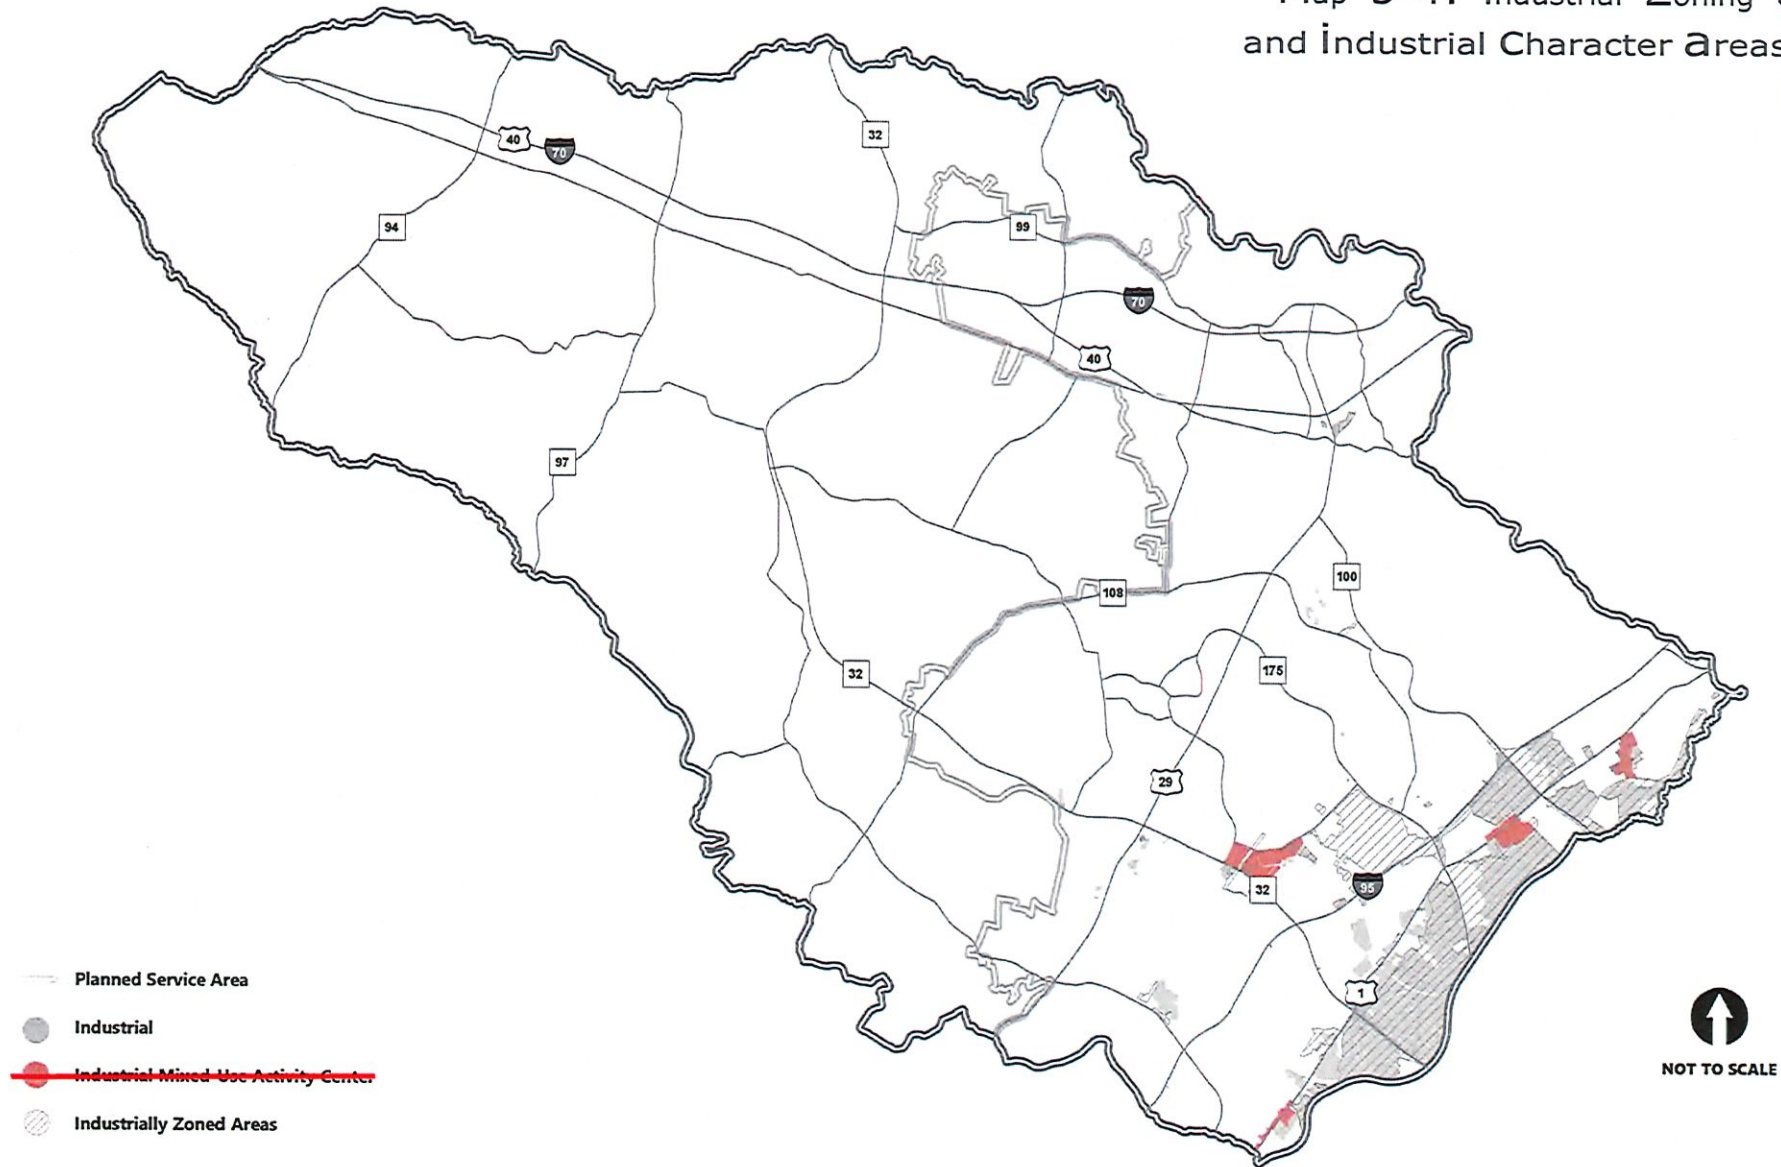 and industrial Character areas
40
70
32
94
99
70
40
97
100
108
32
175
29
32
95
1
Planned Service Area
Industrial
Industrial Mixed-Use Activity Center
Industrially Zoned Areas
NOT TO SCALE